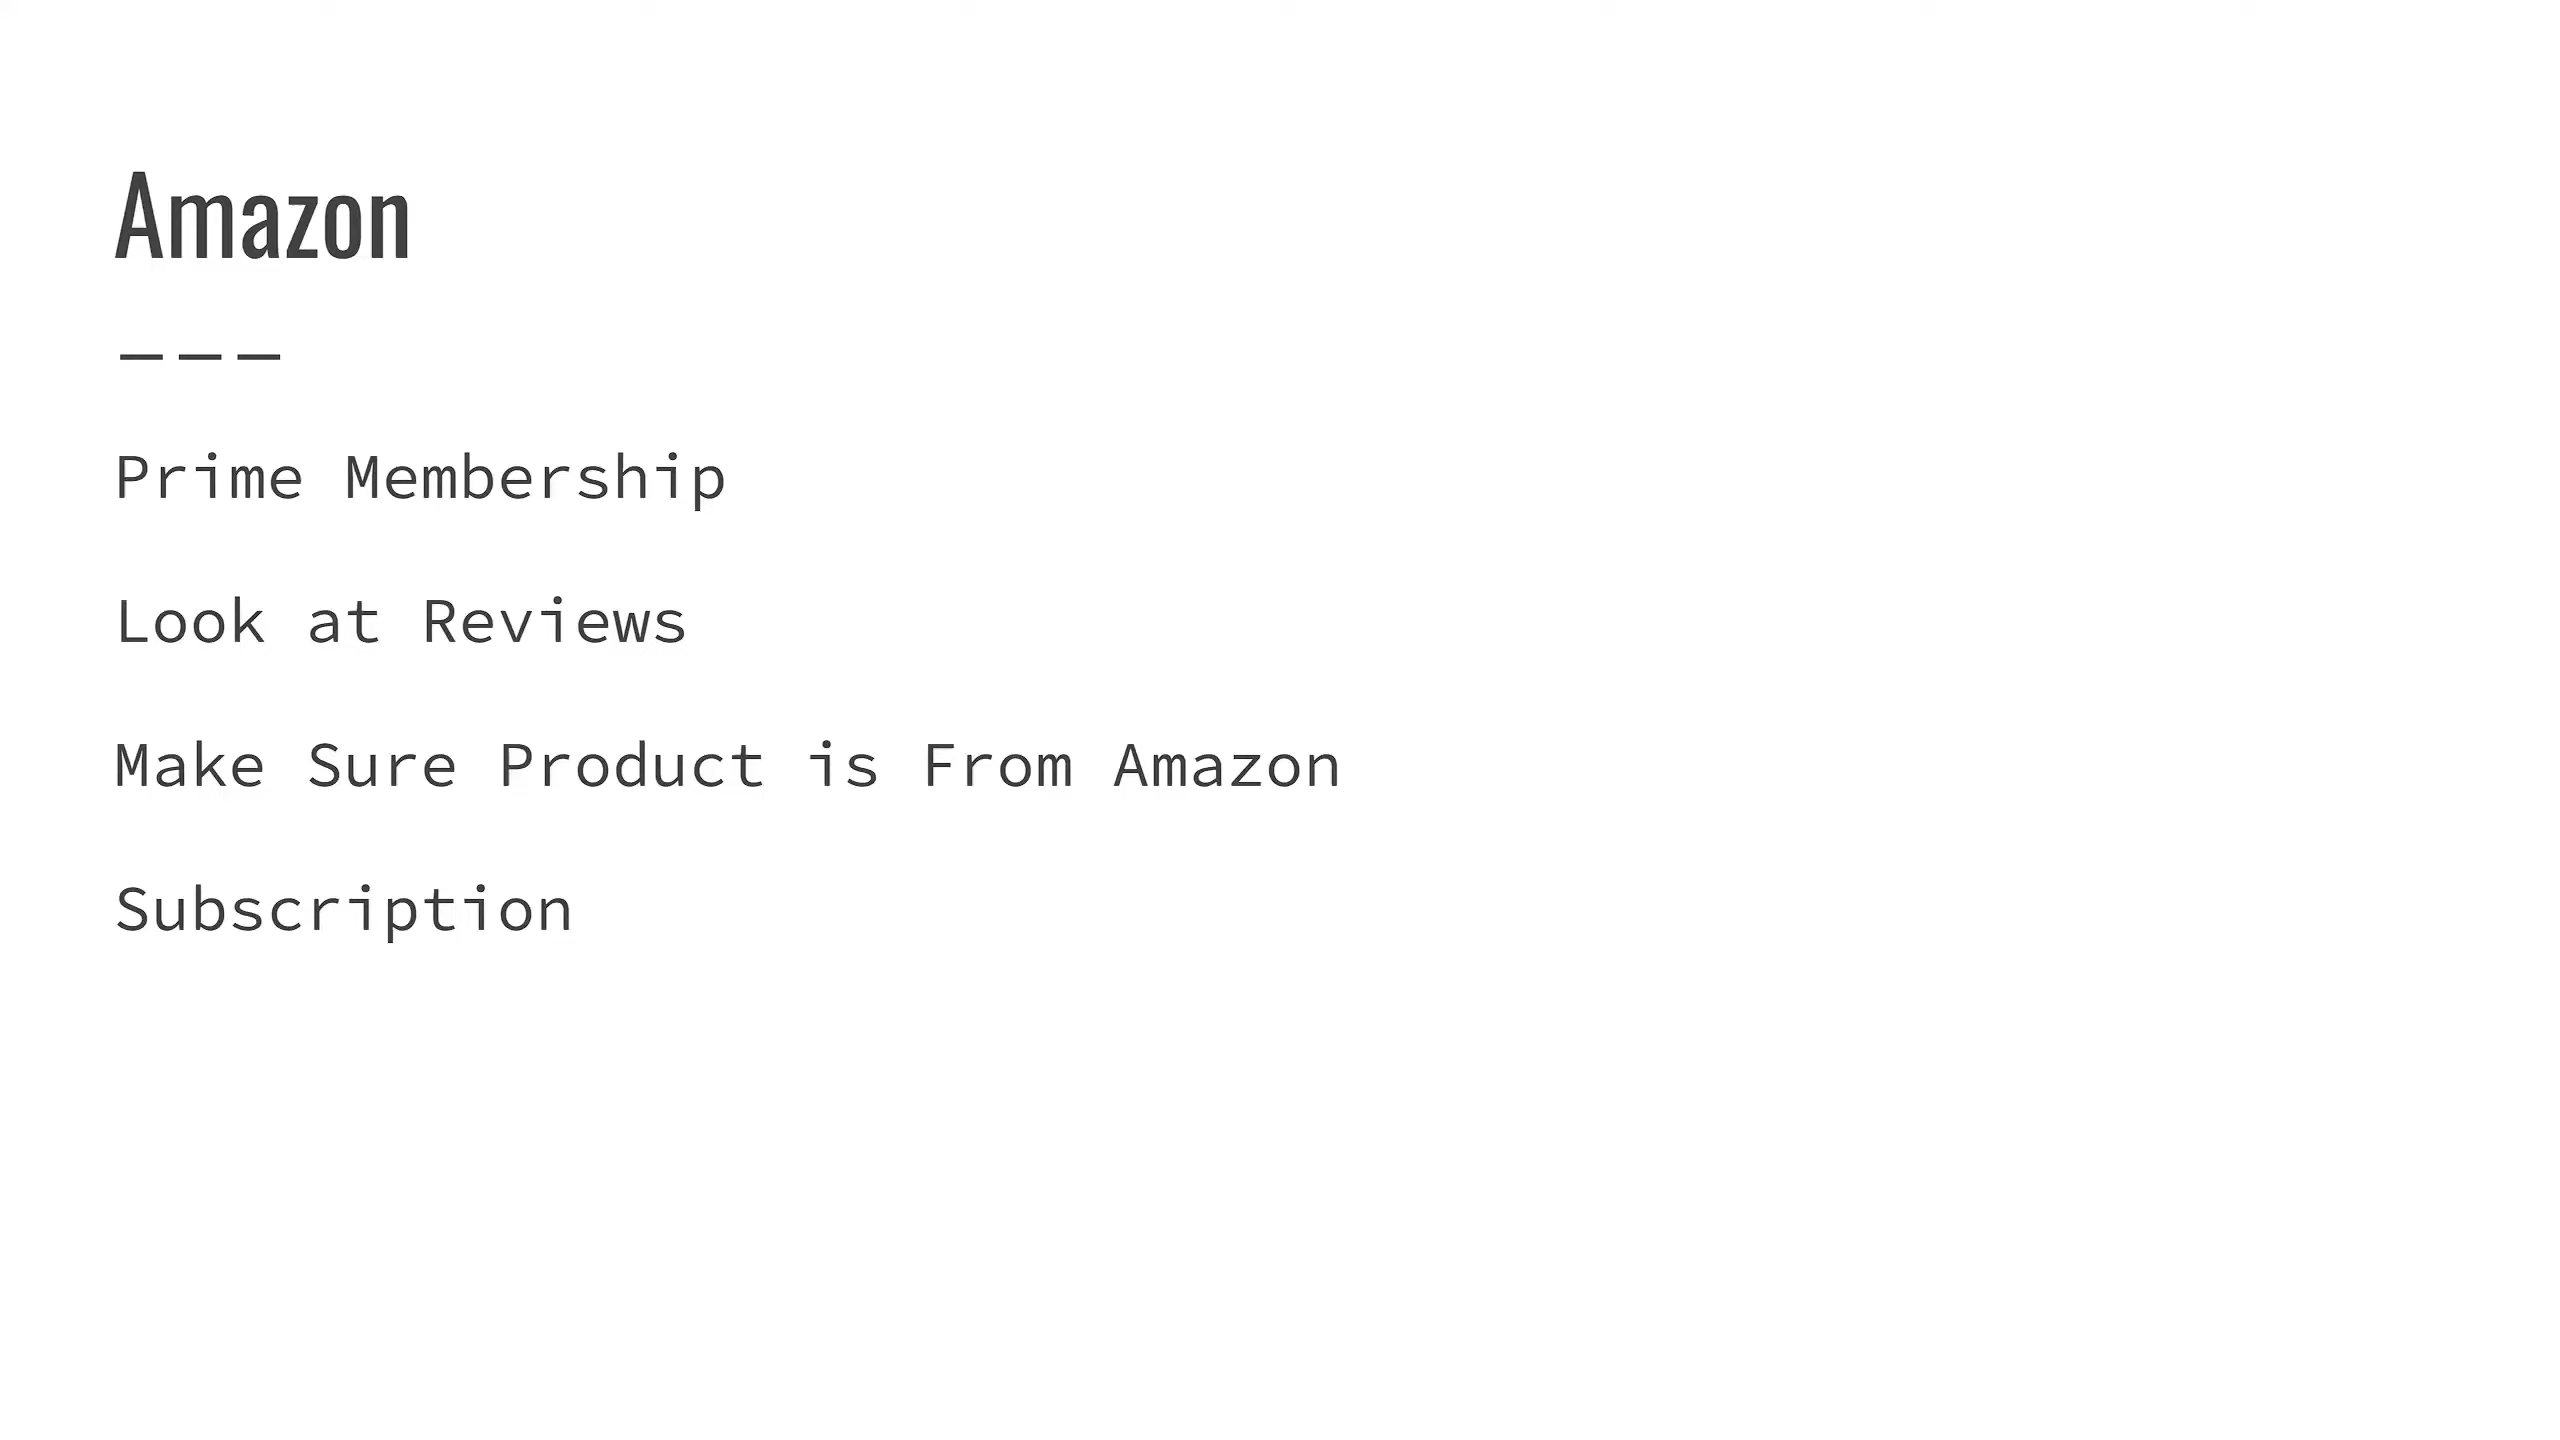 Amazon
———
Prime Membership
Look at Reviews
Make Sure Product is From Amazon
Subscription